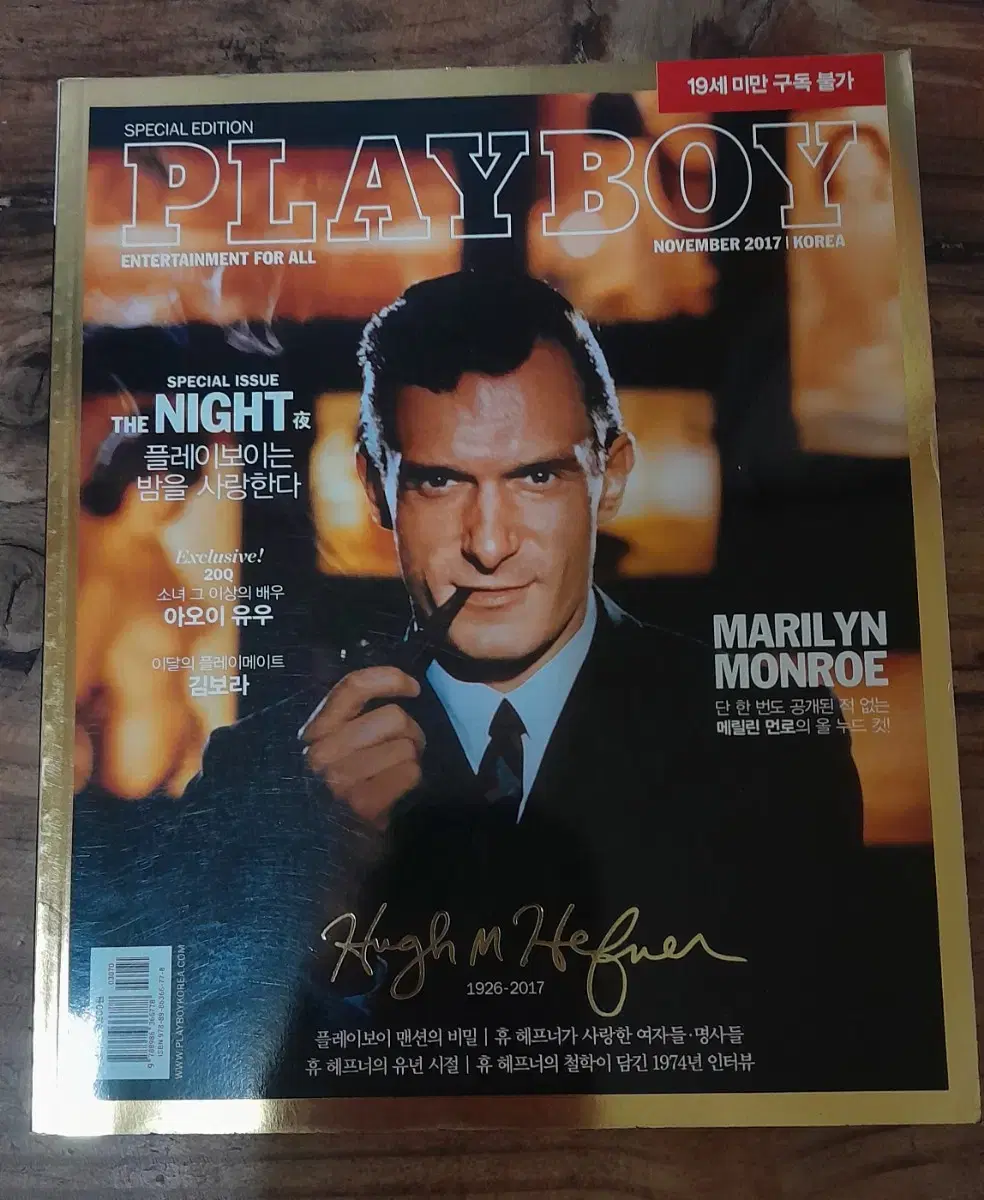 19세 미만 구독 불가
SPECIAL EDITION
PLAYBOY
ENTERTAINMENT FOR ALL
NOVEMBER 2017 | KOREA
SPECIAL ISSUE
THE NIGHT 夜
플레이보이는
밤을 사랑한다
Exclusive!
20Q
소녀 그 이상의 배우
아오이 유우
이달의 플레이메이트
김보라
MARILYN
MONROE
단 한 번도 공개된 적 없는
메릴린 먼로의 올 누드 컷!
Hugh M Hefner
1926-2017
플레이보이 맨션의 비밀 | 휴 헤프너가 사랑한 여자들·명사들
휴 헤프너의 유년 시절 | 휴 헤프너의 철학이 담긴 1974년 인터뷰
WWW.PLAYBOYKOREA.COM
03070